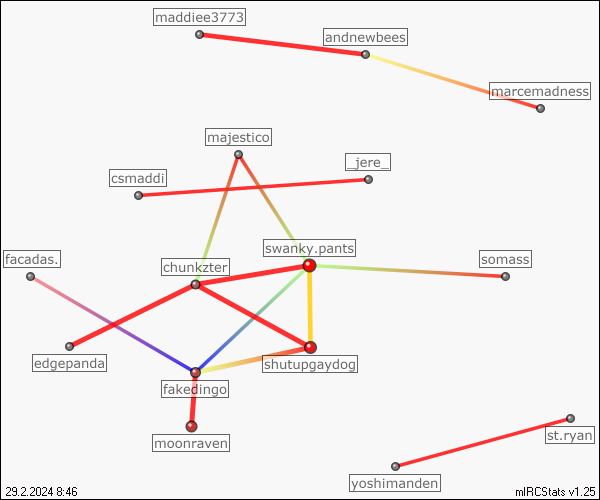 maddiee3773
andnewbees
marcemadness
majestico
_jere_
csmaddi
swanky.pants
facadas.
chunkzter
somass
edgepanda
shutupgaydog
fakedingo
st.ryan
moonraven
yoshimanden
29.2.2024 8:46
mIRCStats v1.25